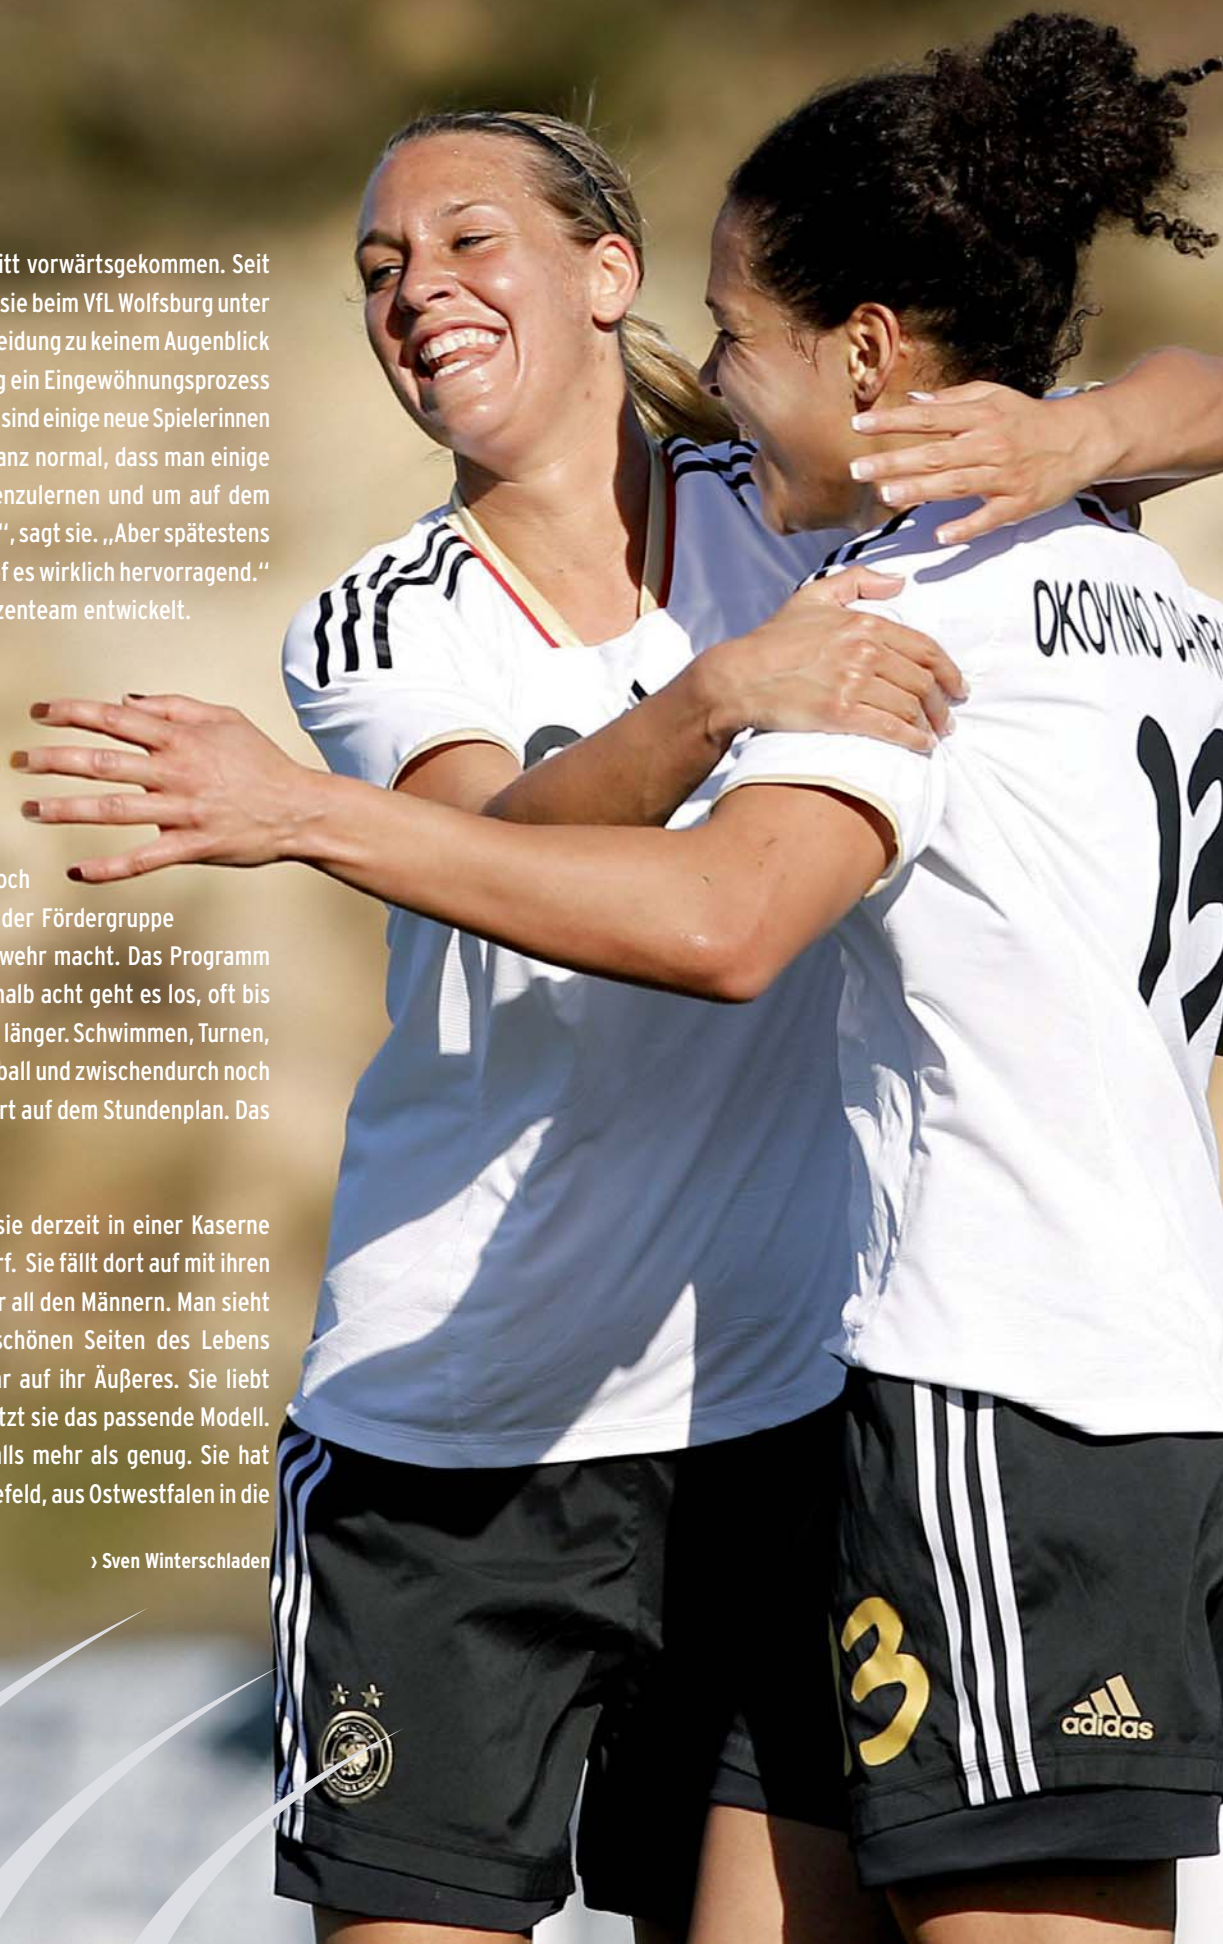 itt vorwärtsgekommen. Seit
sie beim VfL Wolfsburg unter
eidung zu keinem Augenblick
g ein Eingewöhnungsprozess
sind einige neue Spielerinnen
anz normal, dass man einige
enzulernen und um auf dem
“, sagt sie. „Aber spätestens
f es wirklich hervorragend.“
zenteam entwickelt.
och
der Fördergruppe
wehr macht. Das Programm
halb acht geht es los, oft bis
länger. Schwimmen, Turnen,
ball und zwischendurch noch
rt auf dem Stundenplan. Das
sie derzeit in einer Kaserne
rf. Sie fällt dort auf mit ihren
r all den Männern. Man sieht
schönen Seiten des Lebens
r auf ihr Äußeres. Sie liebt
tzt sie das passende Modell.
lls mehr als genug. Sie hat
efeld, aus Ostwestfalen in die
› Sven Winterschladen
OKOYINO DA
13
13
adidas